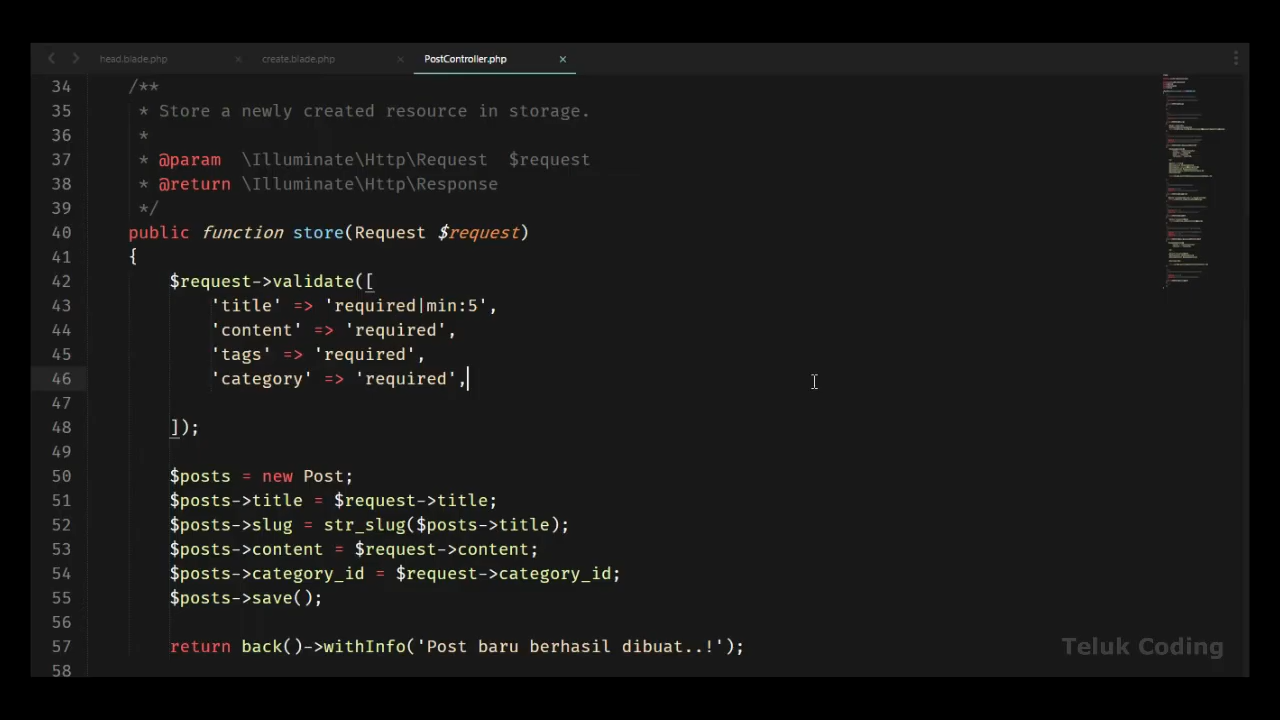 head.blade.php × create.blade.php × PostController.php ×
34 /**
35 * Store a newly created resource in storage.
36 *
37 * @param \Illuminate\Http\Request $request
38 * @return \Illuminate\Http\Response
39 */
40 public function store(Request $request)
41 {
42 $request->validate([
43 'title' => 'required|min:5',
44 'content' => 'required',
45 'tags' => 'required',
46 'category' => 'required',
47
48 ]);
49
50 $posts = new Post;
51 $posts->title = $request->title;
52 $posts->slug = str_slug($posts->title);
53 $posts->content = $request->content;
54 $posts->category_id = $request->category_id;
55 $posts->save();
56
57 return back()->withInfo('Post baru berhasil dibuat..!');
58
Teluk Coding